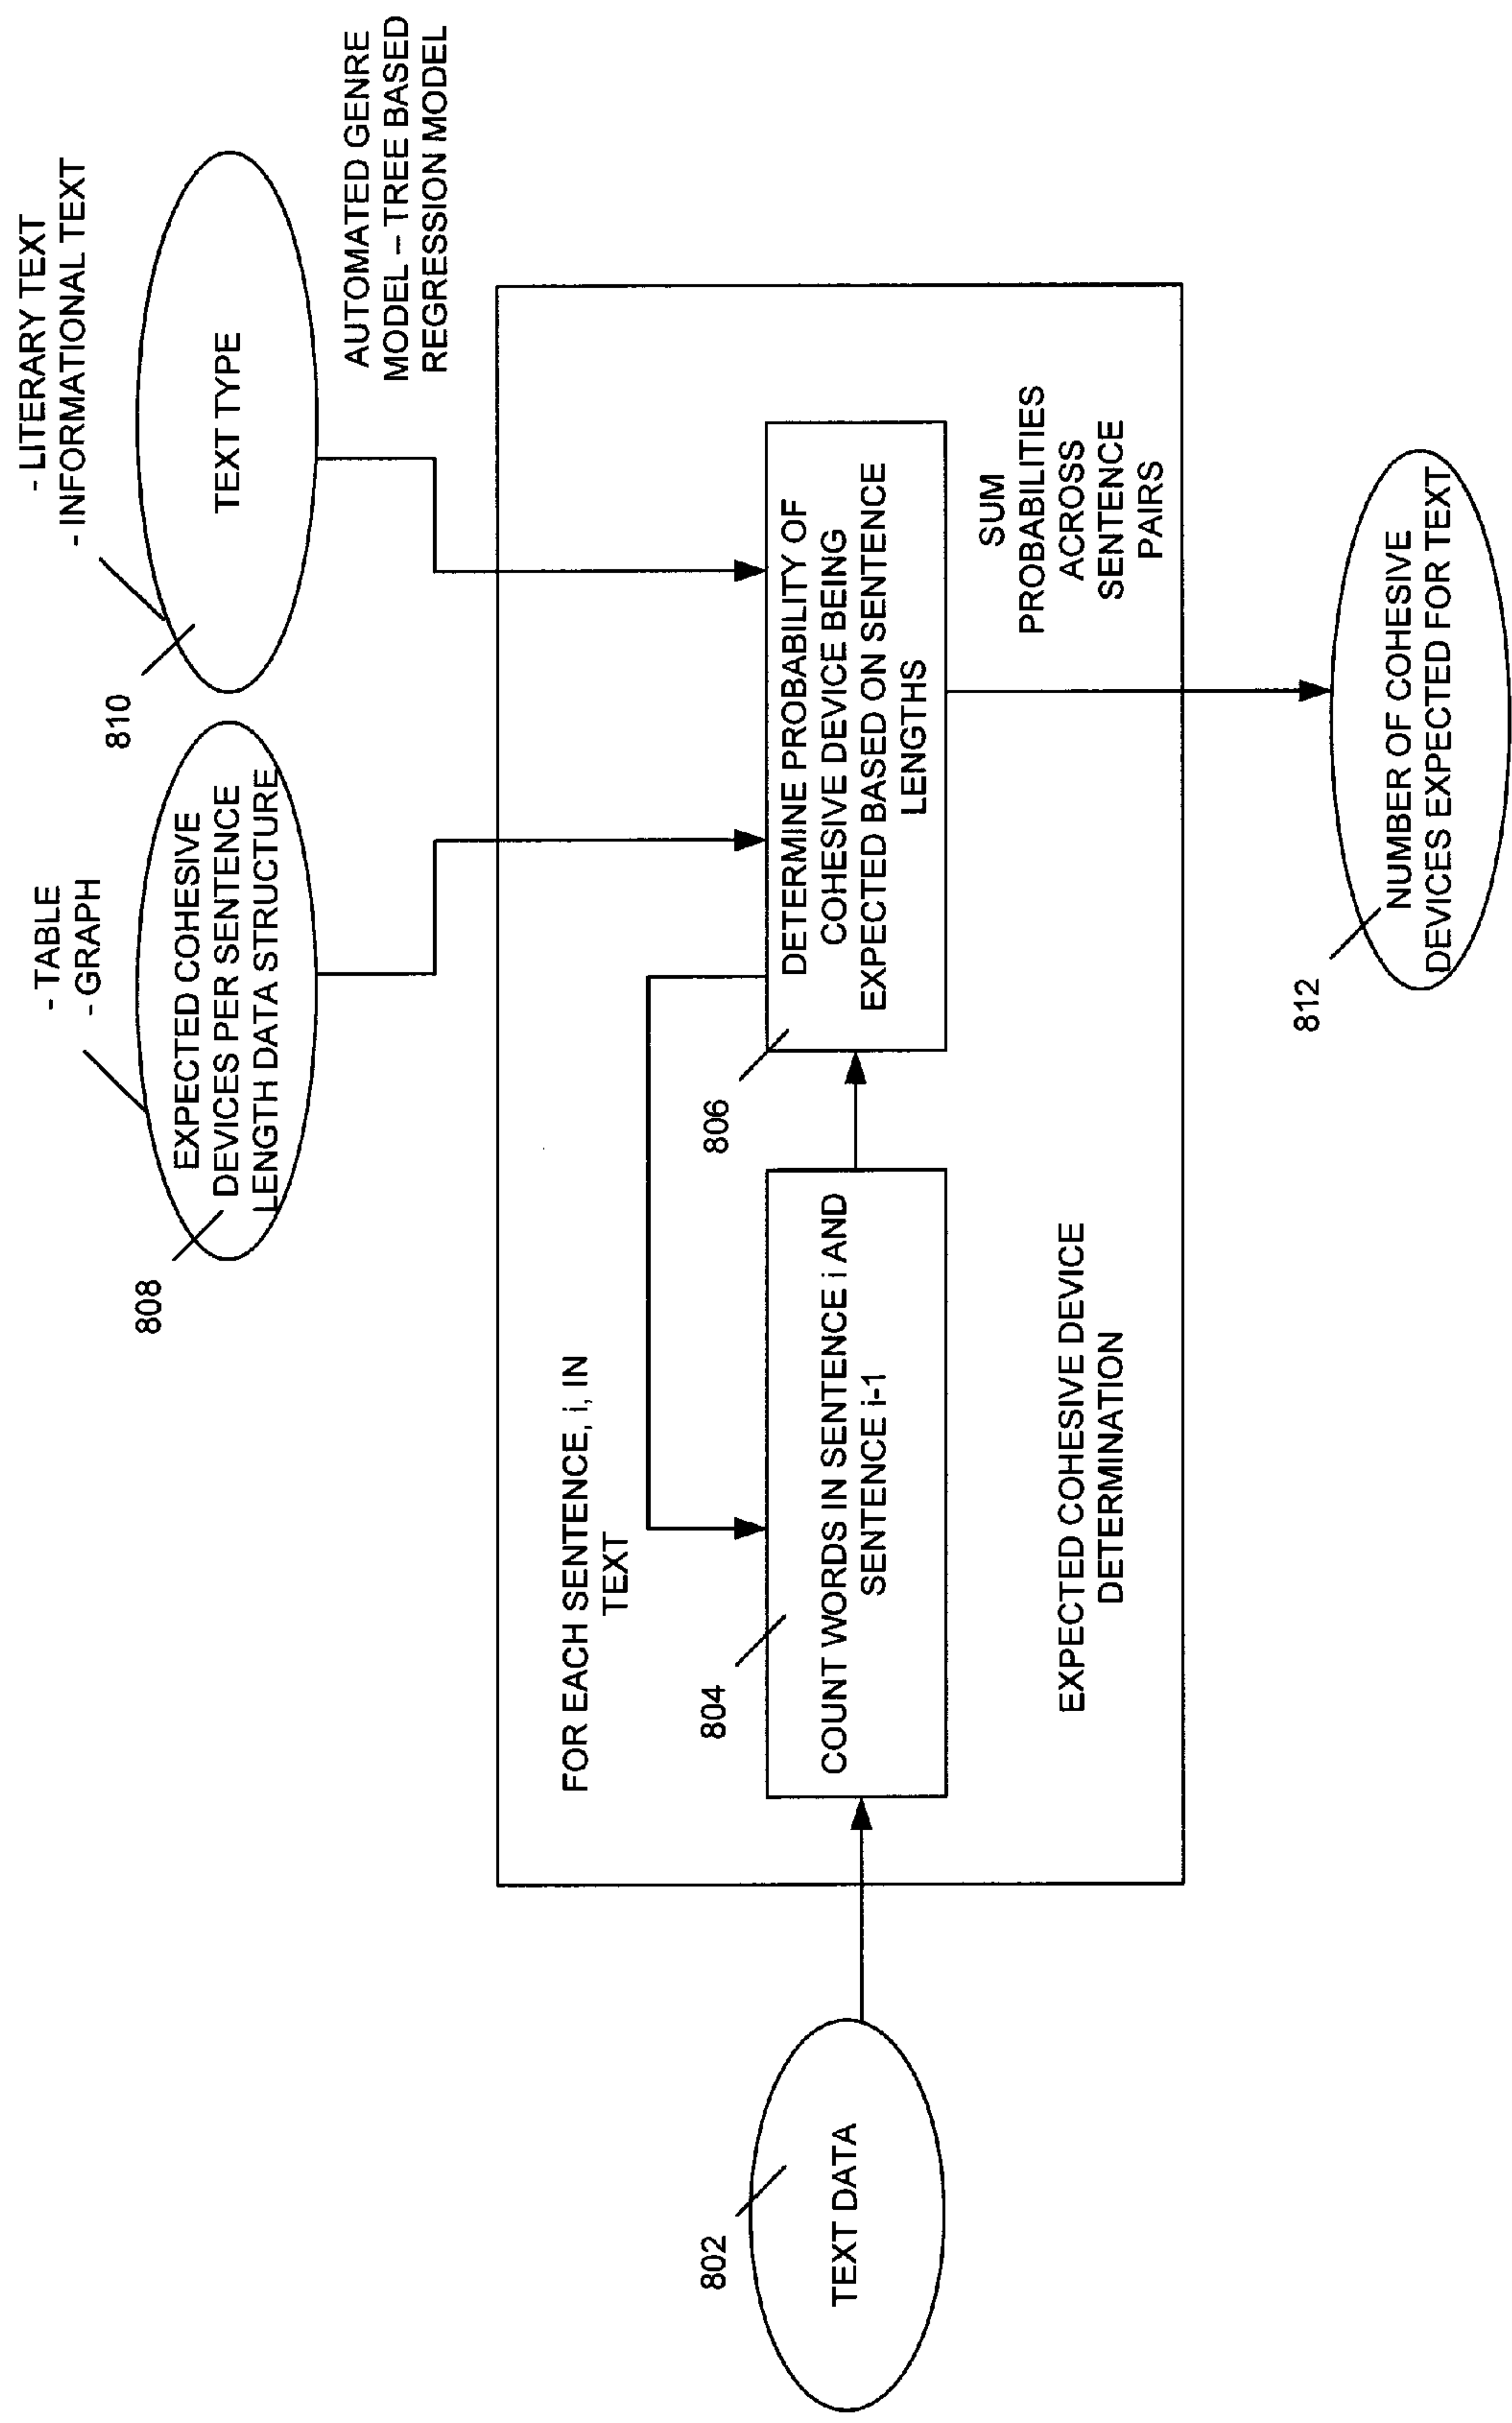 - TABLE
- GRAPH
- LITERARY TEXT
- INFORMATIONAL TEXT
808
EXPECTED COHESIVE
DEVICES PER SENTENCE
LENGTH DATA STRUCTURE
810
TEXT TYPE
AUTOMATED GENRE
MODEL – TREE BASED
REGRESSION MODEL
FOR EACH SENTENCE, i, IN
TEXT
802
TEXT DATA
804
COUNT WORDS IN SENTENCE i AND
SENTENCE i-1
806
DETERMINE PROBABILITY OF
COHESIVE DEVICE BEING
EXPECTED BASED ON SENTENCE
LENGTHS
EXPECTED COHESIVE DEVICE
DETERMINATION
SUM
PROBABILITIES
ACROSS
SENTENCE
PAIRS
812
NUMBER OF COHESIVE
DEVICES EXPECTED FOR TEXT